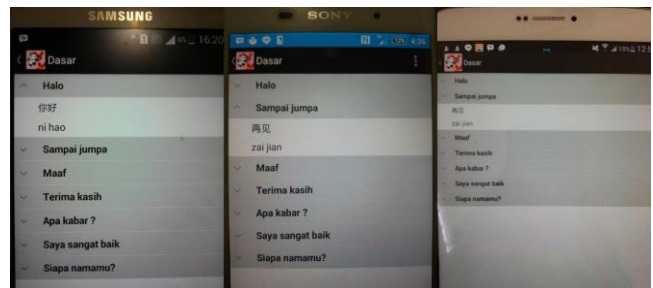 SAMSUNG
16:20
Dasar
Halo
你好
ni hao
Sampai jumpa
Maaf
Terima kasih
Apa kabar ?
Saya sangat baik
Siapa namamu?
SONY
4:36
Dasar
Halo
Sampai jumpa
再见
zai jian
Maaf
Terima kasih
Apa kabar ?
Saya sangat baik
Siapa namamu?
Dasar
Halo
Sampai jumpa
再见
zai jian
Maaf
Terima kasih
Apa kabar ?
Saya sangat baik
Siapa namamu?